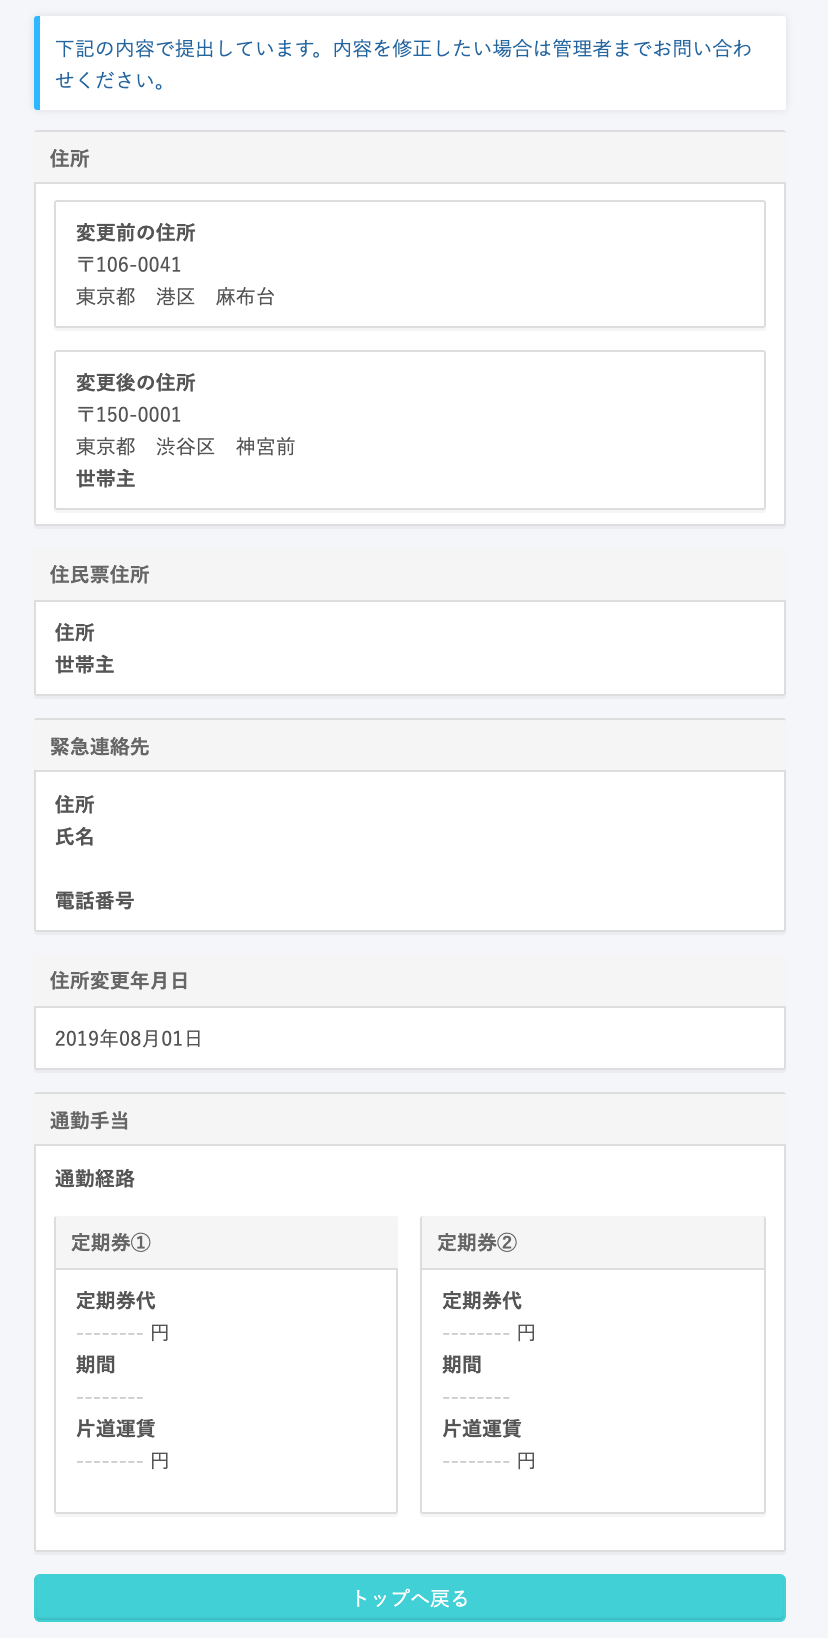 下記の内容で提出しています。内容を修正したい場合は管理者までお問い合わ
せください。
住所
変更前の住所
〒106-0041
東京都　港区　麻布台
変更後の住所
〒150-0001
東京都　渋谷区　神宮前
世帯主
住民票住所
住所
世帯主
緊急連絡先
住所
氏名
電話番号
住所変更年月日
2019年08月01日
通勤手当
通勤経路
定期券①
定期券代
-------- 円
期間
--------
片道運賃
-------- 円
定期券②
定期券代
-------- 円
期間
--------
片道運賃
-------- 円
トップへ戻る